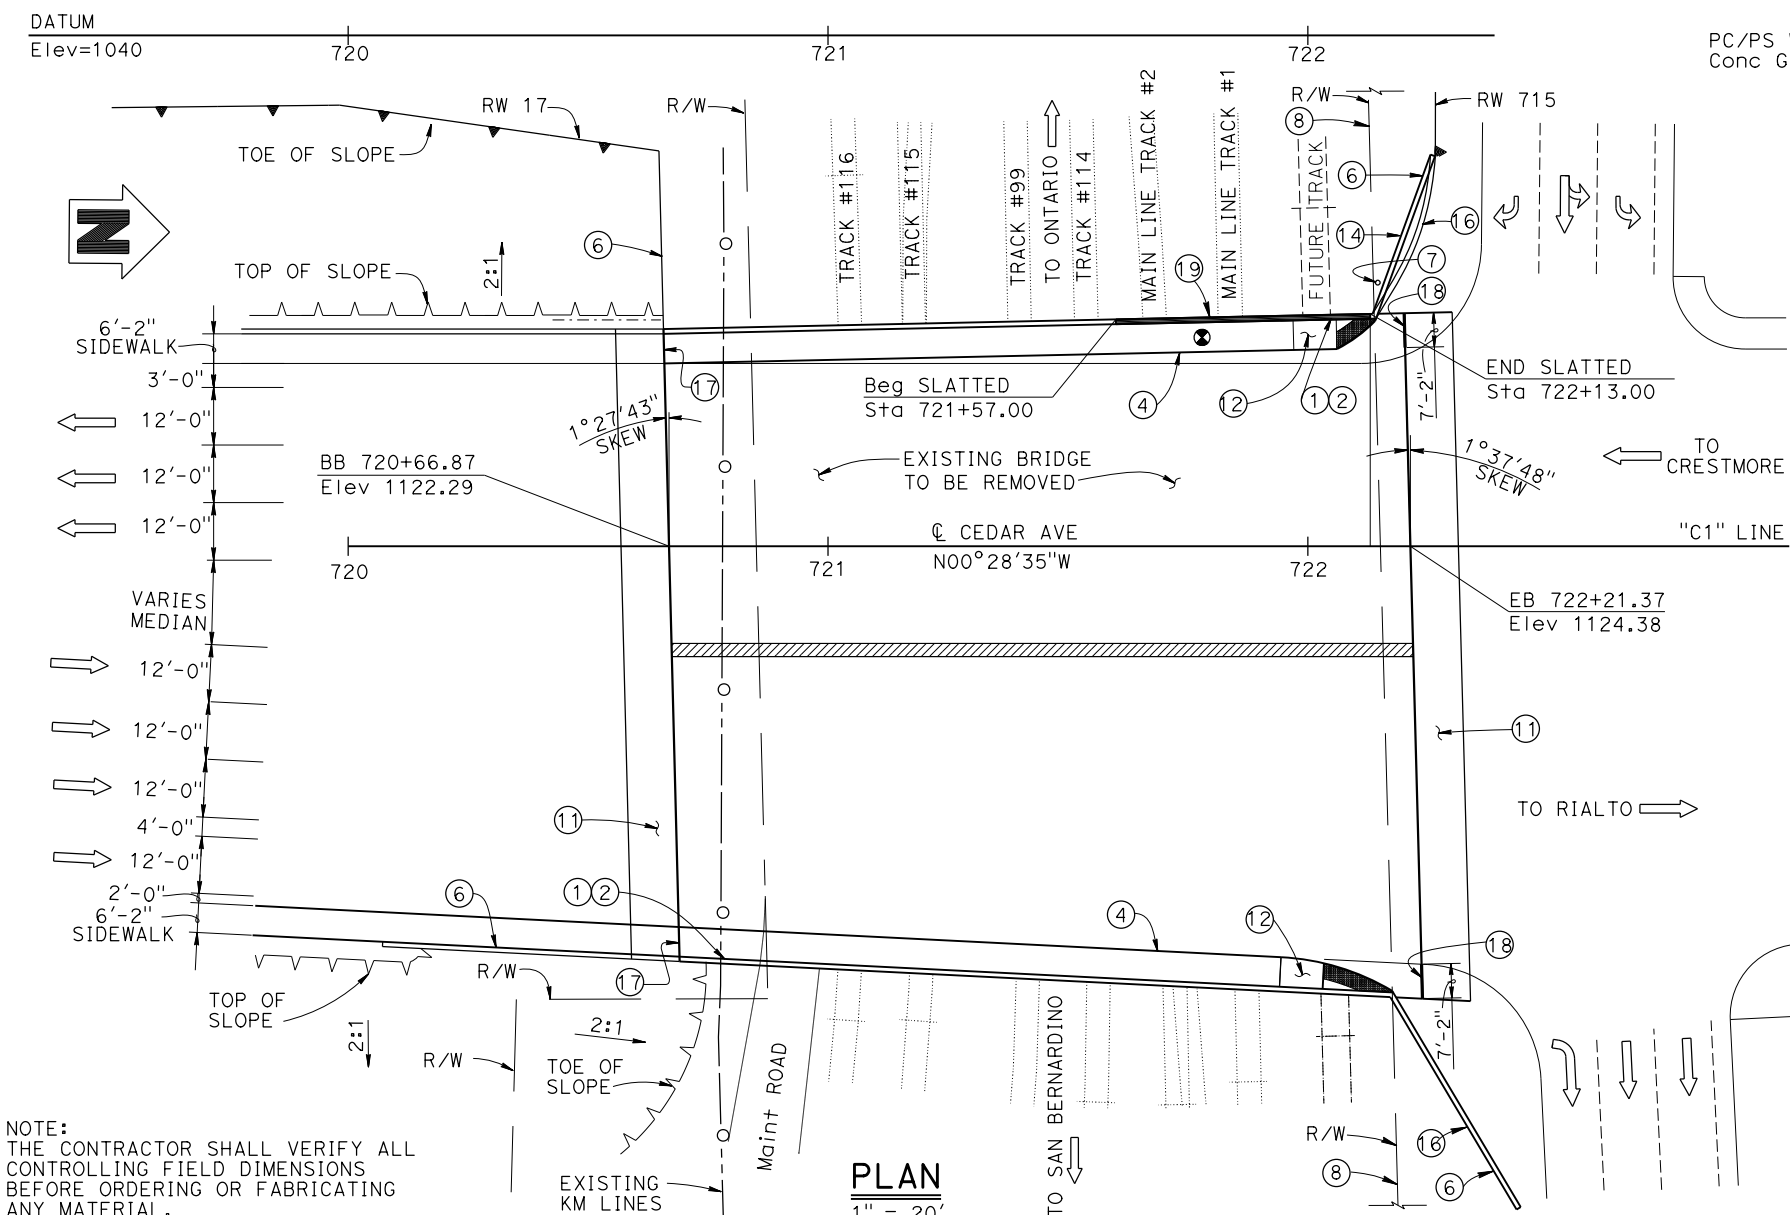 DATUM
Elev=1040
720
721
722
PC/PS
Conc G
RW 17
R/W
TOE OF SLOPE
TOP OF SLOPE
2:1
6
N
TRACK #116
TRACK #115
TRACK #99
TO ONTARIO
TRACK #114
MAIN LINE TRACK #2
MAIN LINE TRACK #1
FUTURE TRACK
R/W
8
RW 715
6
14
16
7
18
19
6'-2"
SIDEWALK
3'-0"
12'-0"
12'-0"
12'-0"
17
1°27'43"
SKEW
Beg SLATTED
Sta 721+57.00
4
12
1 2
7'-2"
END SLATTED
Sta 722+13.00
BB 720+66.87
Elev 1122.29
EXISTING BRIDGE
TO BE REMOVED
1°37'48"
SKEW
TO
CRESTMORE
℄ CEDAR AVE
N00°28'35"W
"C1" LINE
720
721
722
VARIES
MEDIAN
EB 722+21.37
Elev 1124.38
12'-0"
12'-0"
12'-0"
4'-0"
12'-0"
2'-0"
6'-2"
SIDEWALK
11
11
TO RIALTO
6
1 2
4
12
18
17
R/W
TOP OF
SLOPE
2:1
2:1
R/W
TOE OF
SLOPE
Maint ROAD
TO SAN BERNARDINO
7'-2"
R/W
8
16
6
NOTE:
THE CONTRACTOR SHALL VERIFY ALL
CONTROLLING FIELD DIMENSIONS
BEFORE ORDERING OR FABRICATING
ANY MATERIAL.
EXISTING
KM LINES
PLAN
1" = 20'